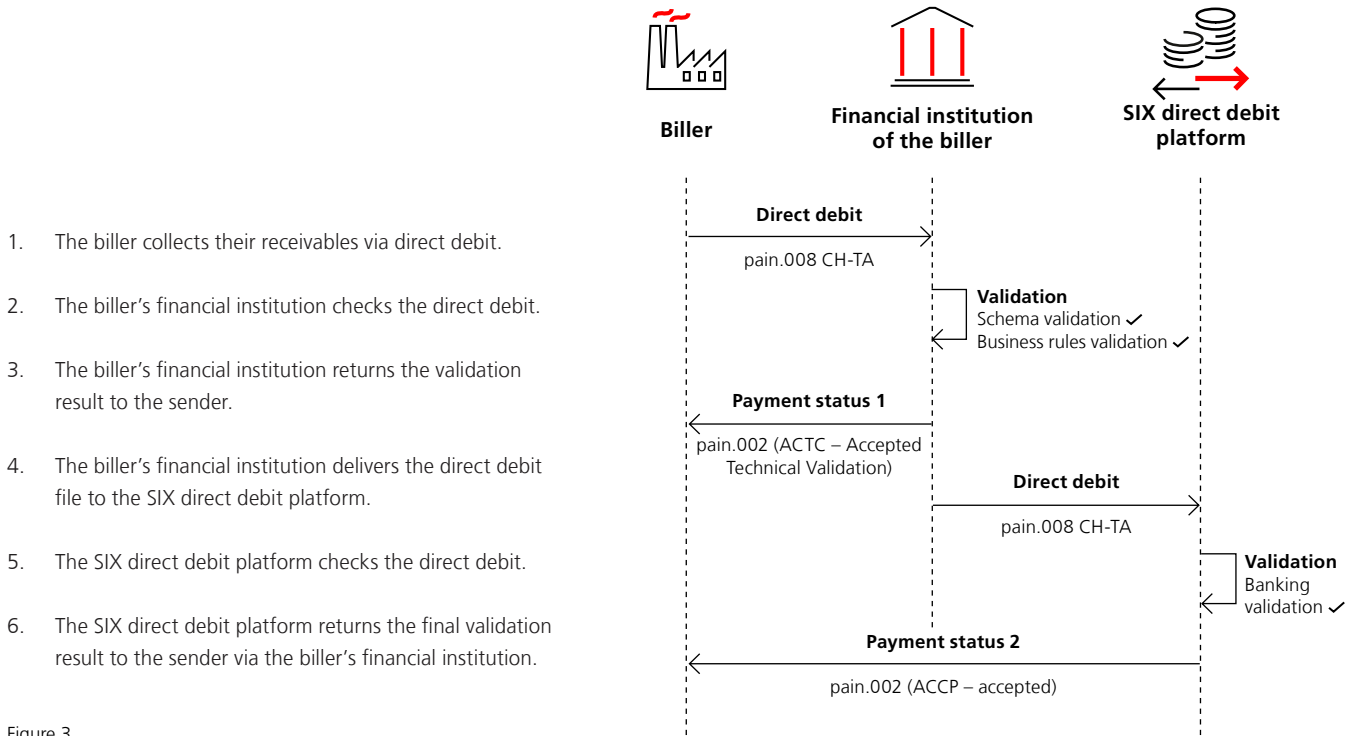 Biller
Financial institution
of the biller
SIX direct debit
platform
1. The biller collects their receivables via direct debit.
2. The biller’s financial institution checks the direct debit.
3. The biller’s financial institution returns the validation
result to the sender.
4. The biller’s financial institution delivers the direct debit
file to the SIX direct debit platform.
5. The SIX direct debit platform checks the direct debit.
6. The SIX direct debit platform returns the final validation
result to the sender via the biller’s financial institution.
Figure 3
Direct debit
pain.008 CH-TA
Validation
Schema validation ✓
Business rules validation ✓
Payment status 1
pain.002 (ACTC – Accepted
Technical Validation)
Direct debit
pain.008 CH-TA
Validation
Banking
validation ✓
Payment status 2
pain.002 (ACCP – accepted)